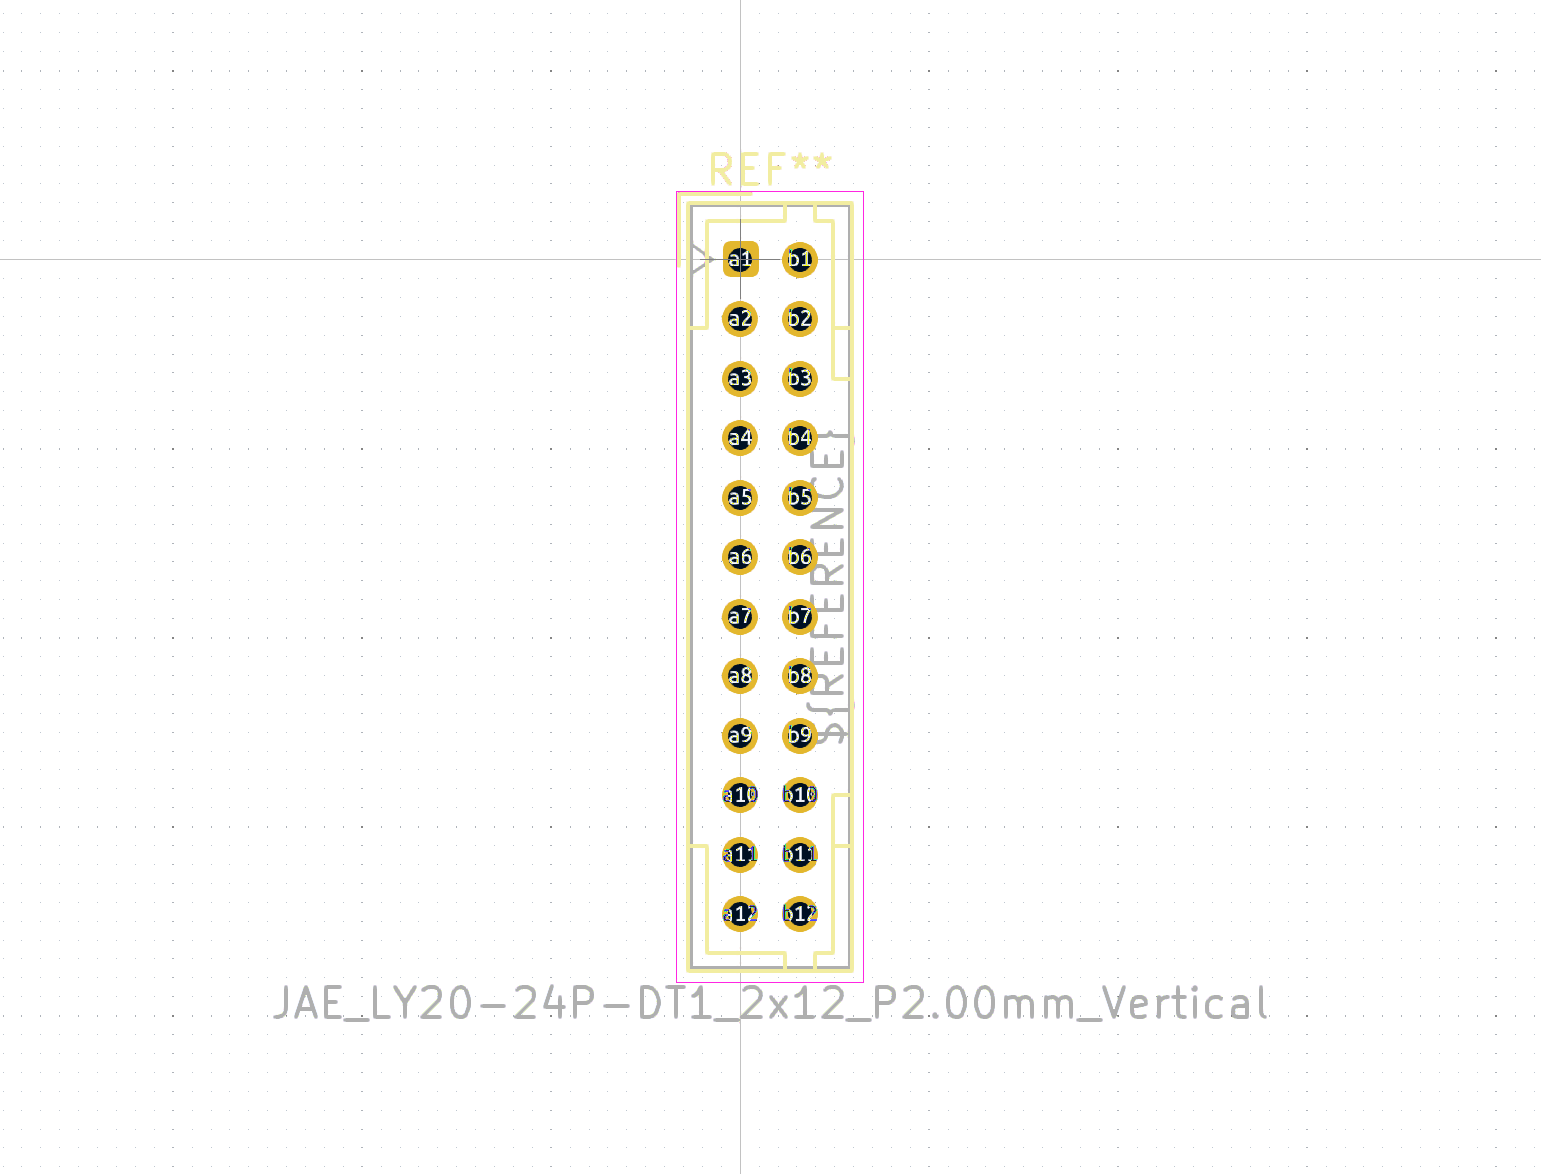 REF**
a1 b1
a2 b2
a3 b3
a4 b4
a5 b5
a6 b6
a7 b7
a8 b8
a9 b9
a10 b10
a11 b11
a12 b12
${REFERENCE}
JAE_LY20-24P-DT1_2x12_P2.00mm_Vertical